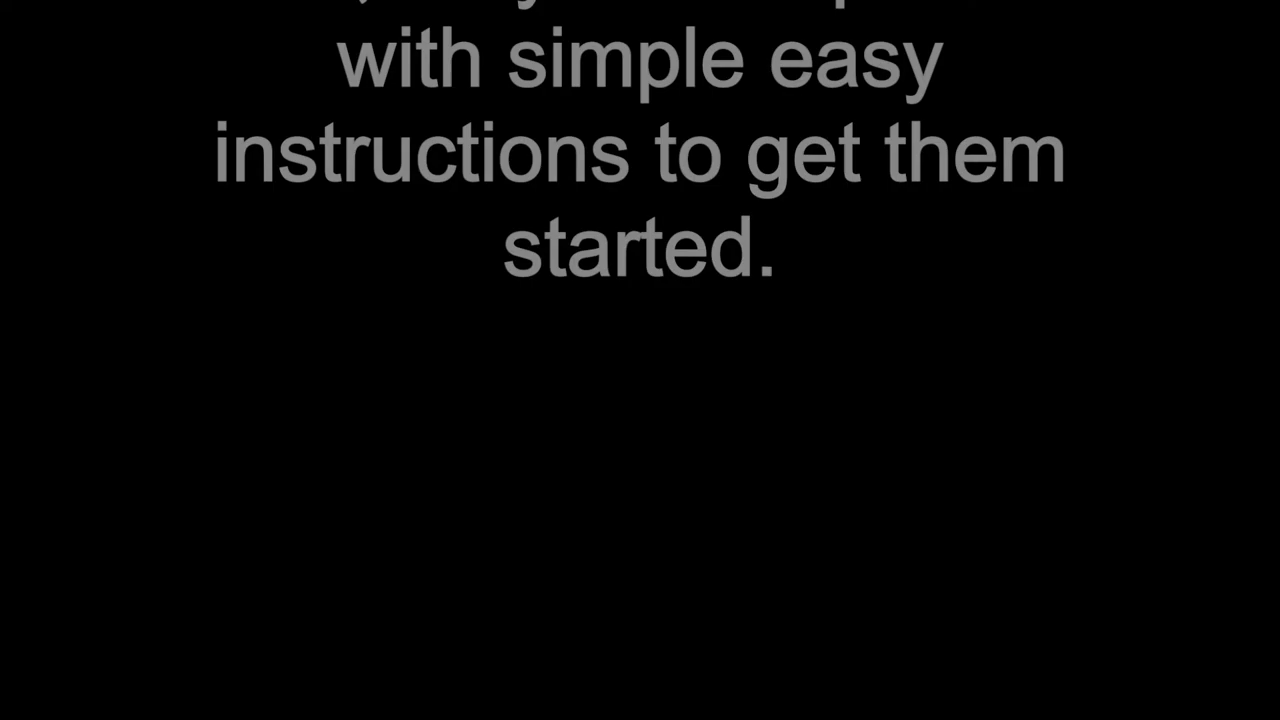 with simple easy
instructions to get them
started.